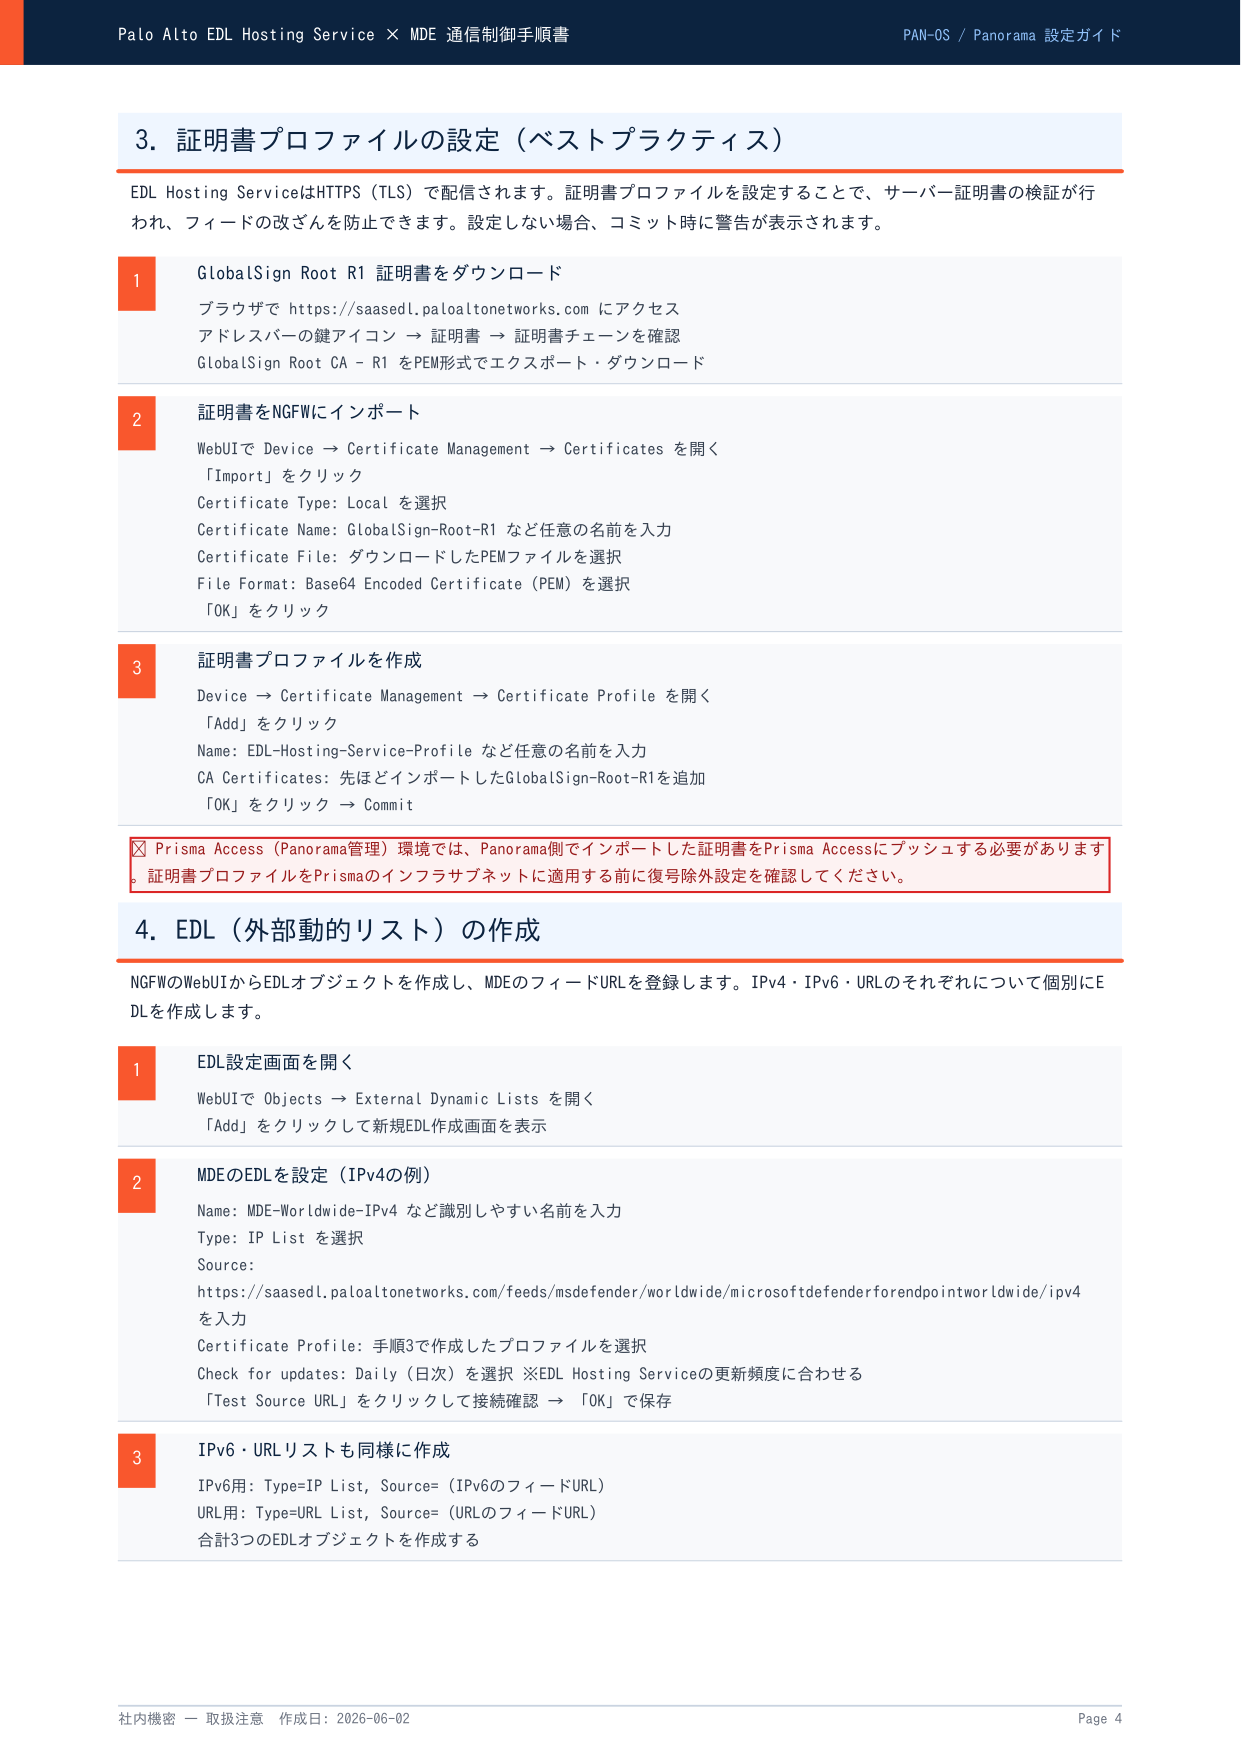 Palo Alto EDL Hosting Service × MDE 通信制御手順書
PAN-OS / Panorama 設定ガイド
3. 証明書プロファイルの設定（ベストプラクティス）
EDL Hosting ServiceはHTTPS（TLS）で配信されます。証明書プロファイルを設定することで、サーバー証明書の検証が行
われ、フィードの改ざんを防止できます。設定しない場合、コミット時に警告が表示されます。
1
GlobalSign Root R1 証明書をダウンロード
ブラウザで https://saasedl.paloaltonetworks.com にアクセス
アドレスバーの鍵アイコン → 証明書 → 証明書チェーンを確認
GlobalSign Root CA - R1 をPEM形式でエクスポート・ダウンロード
2
証明書をNGFWにインポート
WebUIで Device → Certificate Management → Certificates を開く
「Import」をクリック
Certificate Type: Local を選択
Certificate Name: GlobalSign-Root-R1 など任意の名前を入力
Certificate File: ダウンロードしたPEMファイルを選択
File Format: Base64 Encoded Certificate（PEM）を選択
「OK」をクリック
3
証明書プロファイルを作成
Device → Certificate Management → Certificate Profile を開く
「Add」をクリック
Name: EDL-Hosting-Service-Profile など任意の名前を入力
CA Certificates: 先ほどインポートしたGlobalSign-Root-R1を追加
「OK」をクリック → Commit
Prisma Access（Panorama管理）環境では、Panorama側でインポートした証明書をPrisma Accessにプッシュする必要があります
。証明書プロファイルをPrismaのインフラサブネットに適用する前に復号除外設定を確認してください。
4. EDL（外部動的リスト）の作成
NGFWのWebUIからEDLオブジェクトを作成し、MDEのフィードURLを登録します。IPv4・IPv6・URLのそれぞれについて個別にE
DLを作成します。
1
EDL設定画面を開く
WebUIで Objects → External Dynamic Lists を開く
「Add」をクリックして新規EDL作成画面を表示
2
MDEのEDLを設定（IPv4の例）
Name: MDE-Worldwide-IPv4 など識別しやすい名前を入力
Type: IP List を選択
Source:
https://saasedl.paloaltonetworks.com/feeds/msdefender/worldwide/microsoftdefenderforendpointworldwide/ipv4
を入力
Certificate Profile: 手順3で作成したプロファイルを選択
Check for updates: Daily（日次）を選択 ※EDL Hosting Serviceの更新頻度に合わせる
「Test Source URL」をクリックして接続確認 → 「OK」で保存
3
IPv6・URLリストも同様に作成
IPv6用: Type=IP List, Source=（IPv6のフィードURL）
URL用: Type=URL List, Source=（URLのフィードURL）
合計3つのEDLオブジェクトを作成する
社内機密 — 取扱注意 作成日: 2026-06-02
Page 4